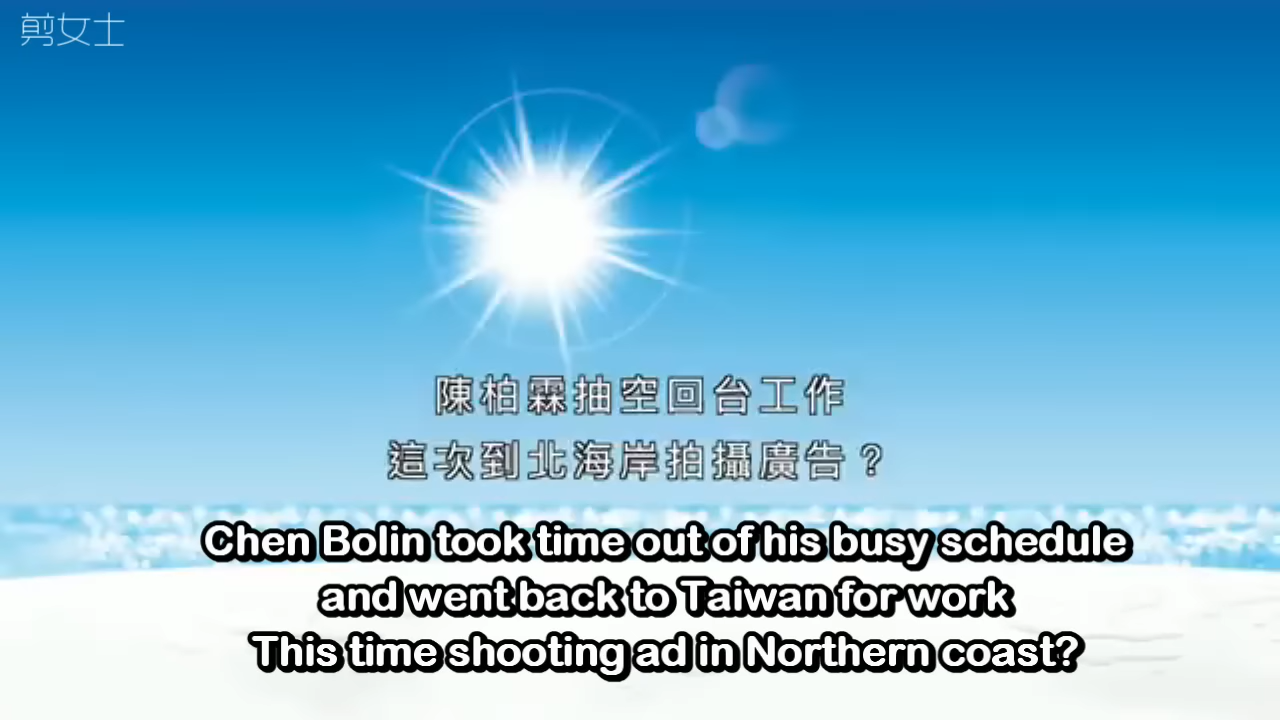 剪女士
陳柏霖抽空回台工作
這次到北海岸拍攝廣告？
Chen Bolin took time out of his busy schedule
and went back to Taiwan for work
This time shooting ad in Northern coast?